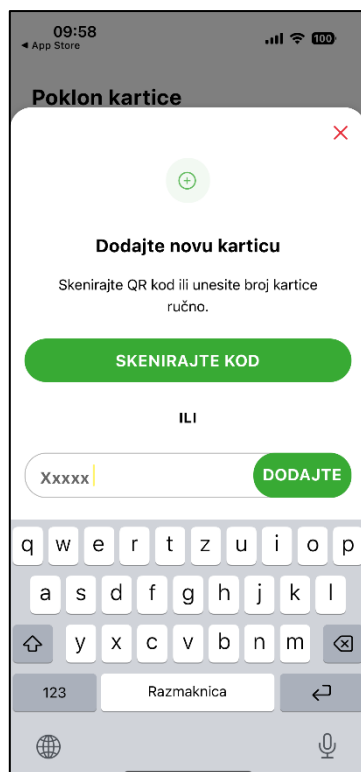 09:58
◀ App Store
100
Poklon kartice
Dodajte novu karticu
Skenirajte QR kod ili unesite broj kartice
ručno.
SKENIRAJTE KOD
ILI
Xxxxx
DODAJTE
q w e r t z u i o p
a s d f g h j k l
y x c v b n m
123 Razmaknica